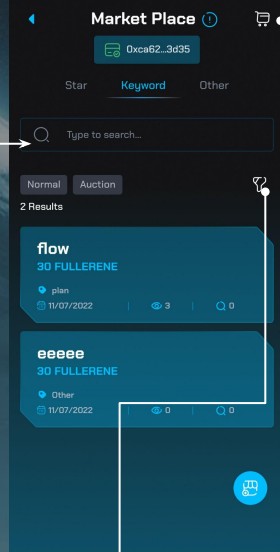 Market Place
0xca62...3d35
Star Keyword Other
Type to search...
Normal Auction
2 Results
flow
30 FULLERENE
plan
11/07/2022 3 0
eeeee
30 FULLERENE
Other
11/07/2022 0 0